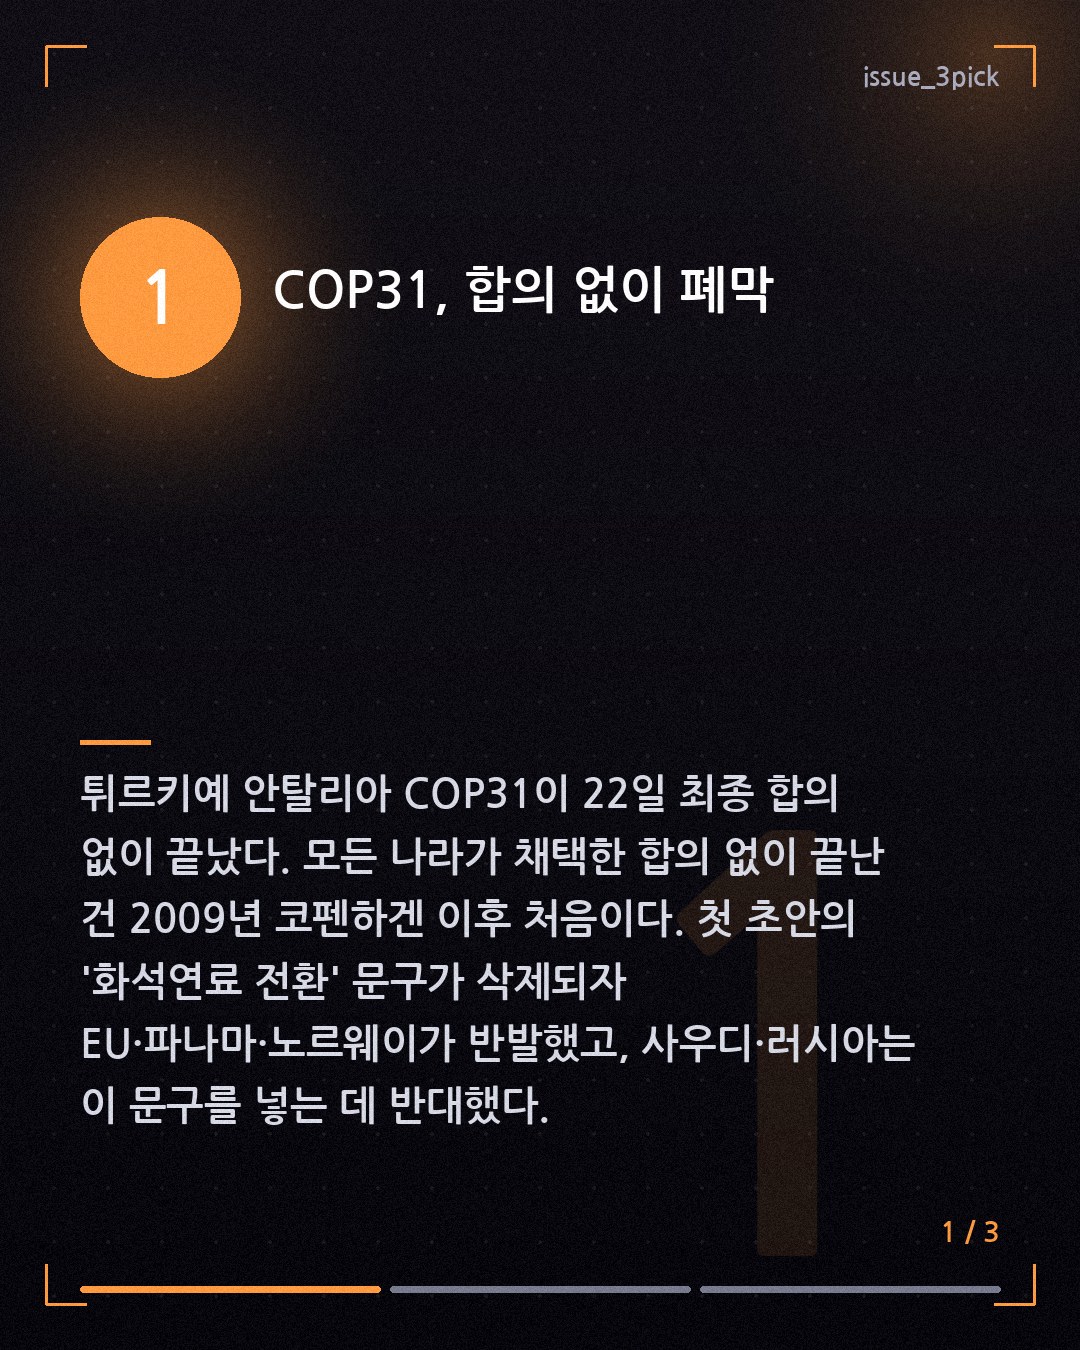 issue_3pick
1
COP31, 합의 없이 폐막
튀르키예 안탈리아 COP31이 22일 최종 합의
없이 끝났다. 모든 나라가 채택한 합의 없이 끝난
건 2009년 코펜하겐 이후 처음이다. 첫 초안의
'화석연료 전환' 문구가 삭제되자
EU·파나마·노르웨이가 반발했고, 사우디·러시아는
이 문구를 넣는 데 반대했다.
1
1 / 3